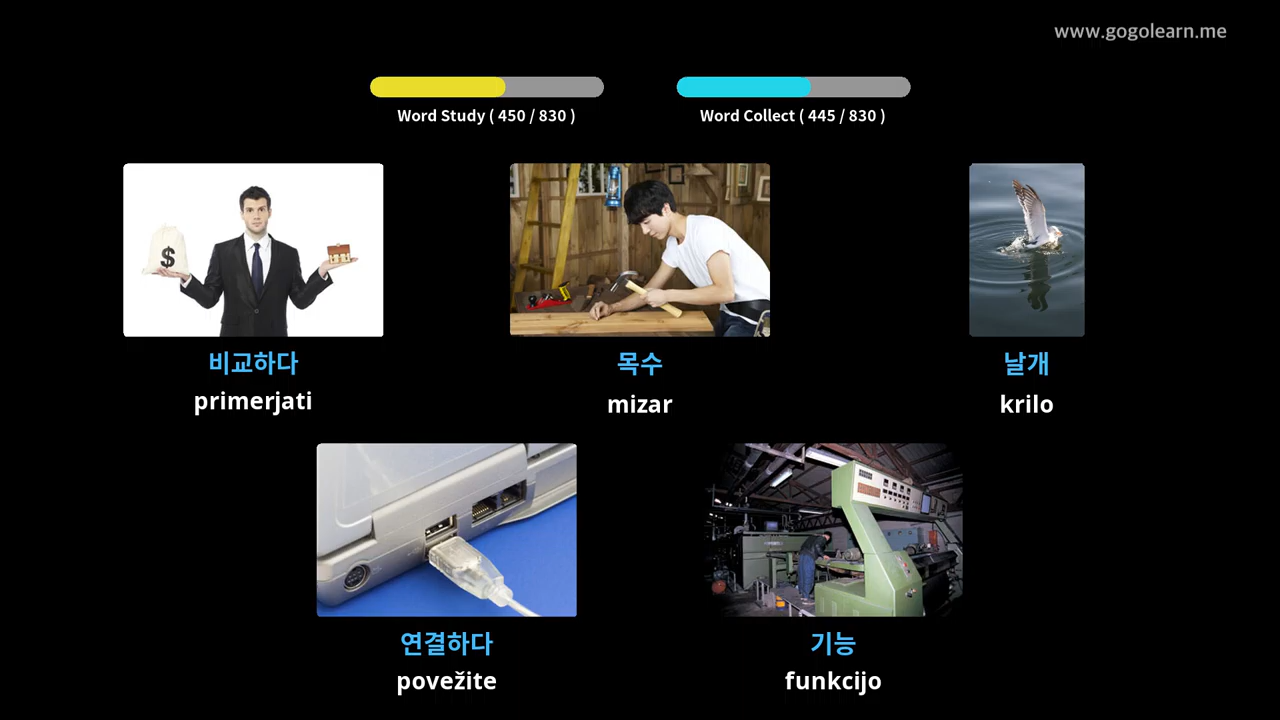 www.gogolearn.me
Word Study ( 450 / 830 )
Word Collect ( 445 / 830 )
$
비교하다
primerjati
목수
mizar
날개
krilo
연결하다
povežite
기능
funkcijo